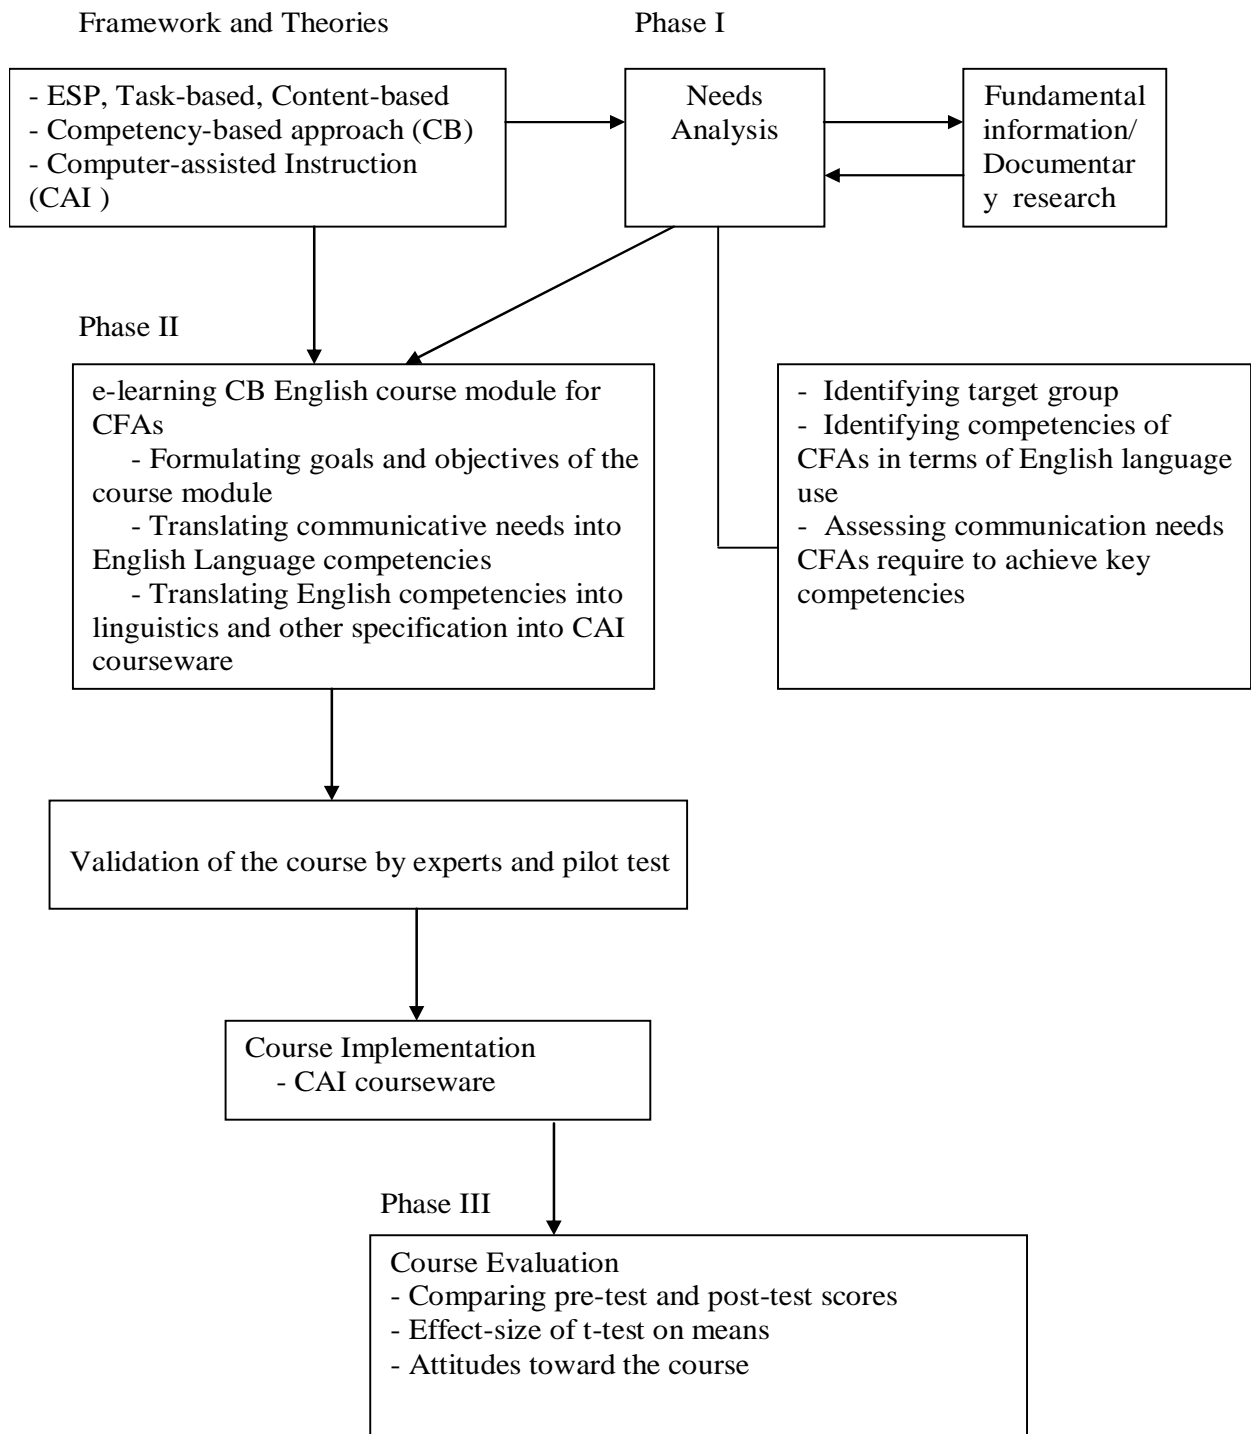 Framework and Theories
Phase I
- ESP, Task-based, Content-based
- Competency-based approach (CB)
- Computer-assisted Instruction
(CAI )
Needs
Analysis
Fundamental
information/
Documentar
y  research
Phase II
e-learning CB English course module for
CFAs
- Formulating goals and objectives of the
course module
- Translating communicative needs into
English Language competencies
- Translating English competencies into
linguistics and other specification into CAI
courseware
- Identifying target group
- Identifying competencies of
CFAs in terms of English language
use
- Assessing communication needs
CFAs require to achieve key
competencies
Validation of the course by experts and pilot test
Course Implementation
- CAI courseware
Phase III
Course Evaluation
- Comparing pre-test and post-test scores
- Effect-size of t-test on means
- Attitudes toward the course